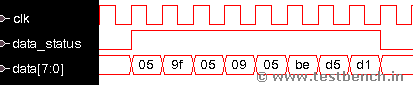 clk
data_status
data[7:0] 05 9f 05 09 05 be d5 d1
© www.testbench.in